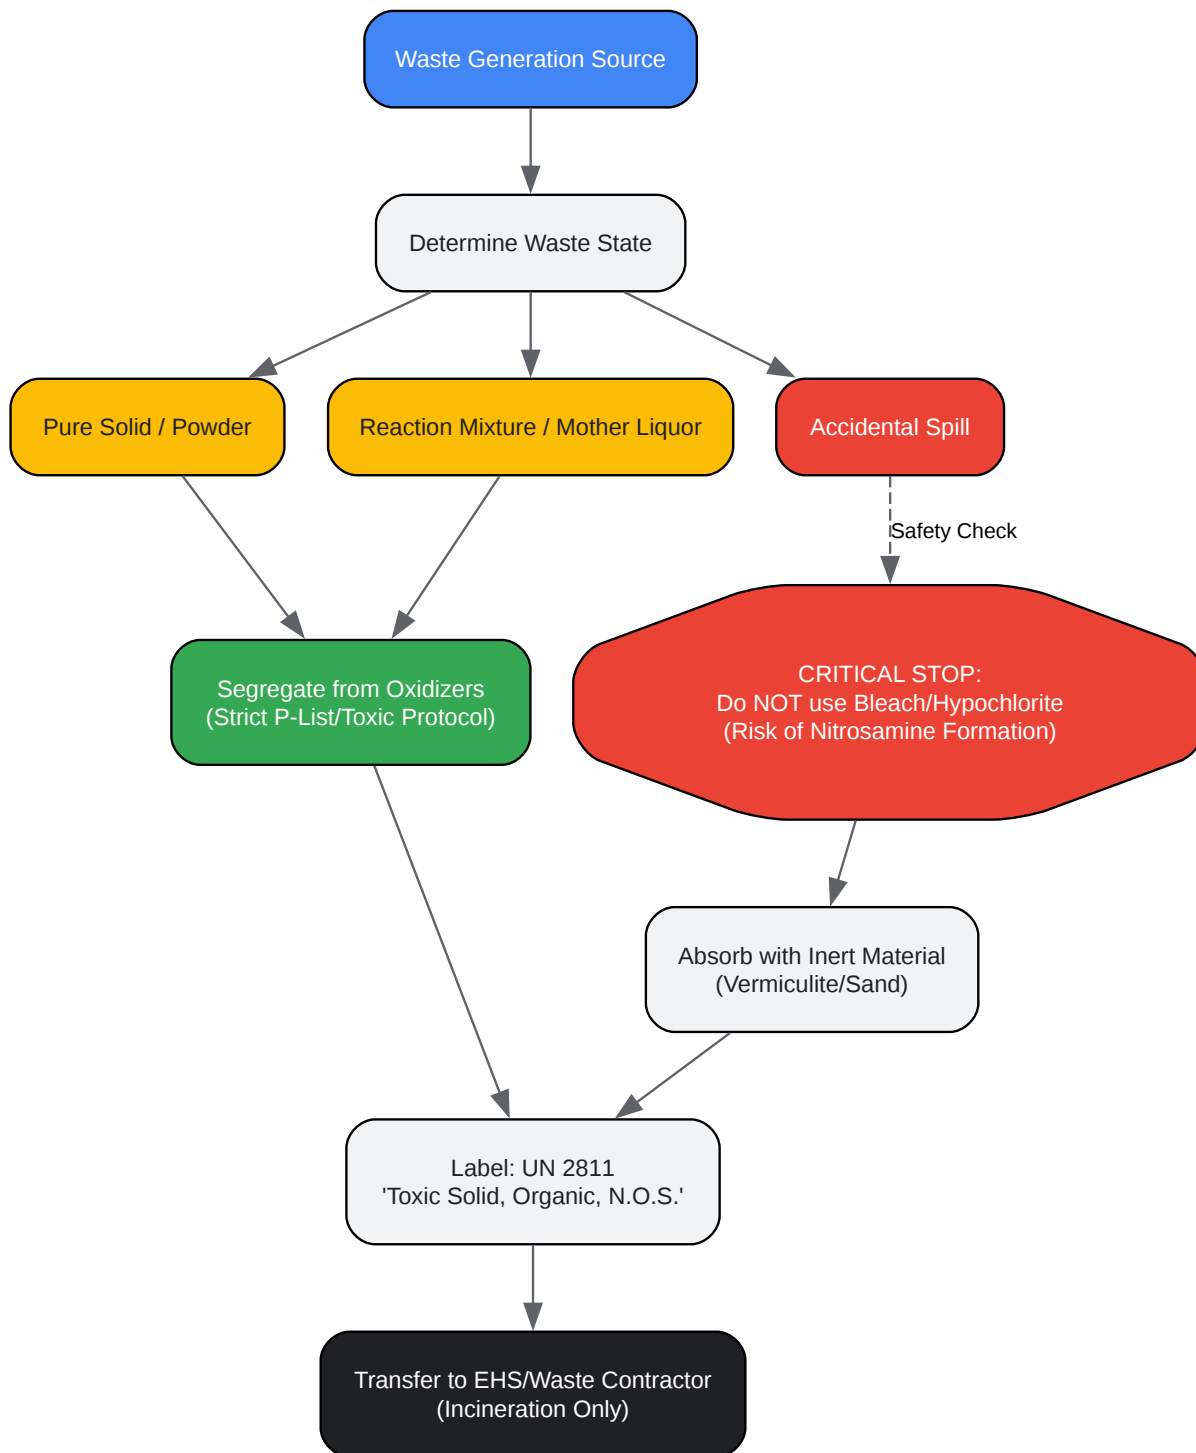 Waste Generation Source
Determine Waste State
Pure Solid / Powder
Reaction Mixture / Mother Liquor
Accidental Spill
Safety Check
Segregate from Oxidizers
(Strict P-List/Toxic Protocol)
CRITICAL STOP:
Do NOT use Bleach/Hypochlorite
(Risk of Nitrosamine Formation)
Absorb with Inert Material
(Vermiculite/Sand)
Label: UN 2811
'Toxic Solid, Organic, N.O.S.'
Transfer to EHS/Waste Contractor
(Incineration Only)